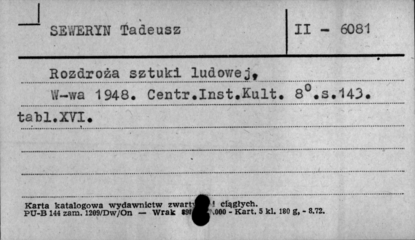 SEWERYN Tadeusz
II - 6081
Rozdroża sztuki ludowej,
W-wa 1948. Centr.Inst.Kult. 8°.s.143.
tabl.XVI.
Karta katalogowa wydawnictw ciągłych.
PU-B 144 zam. 1209/Dw/On — Wrak .000 - Kart. 5 kl. 180 g, - 8.72.